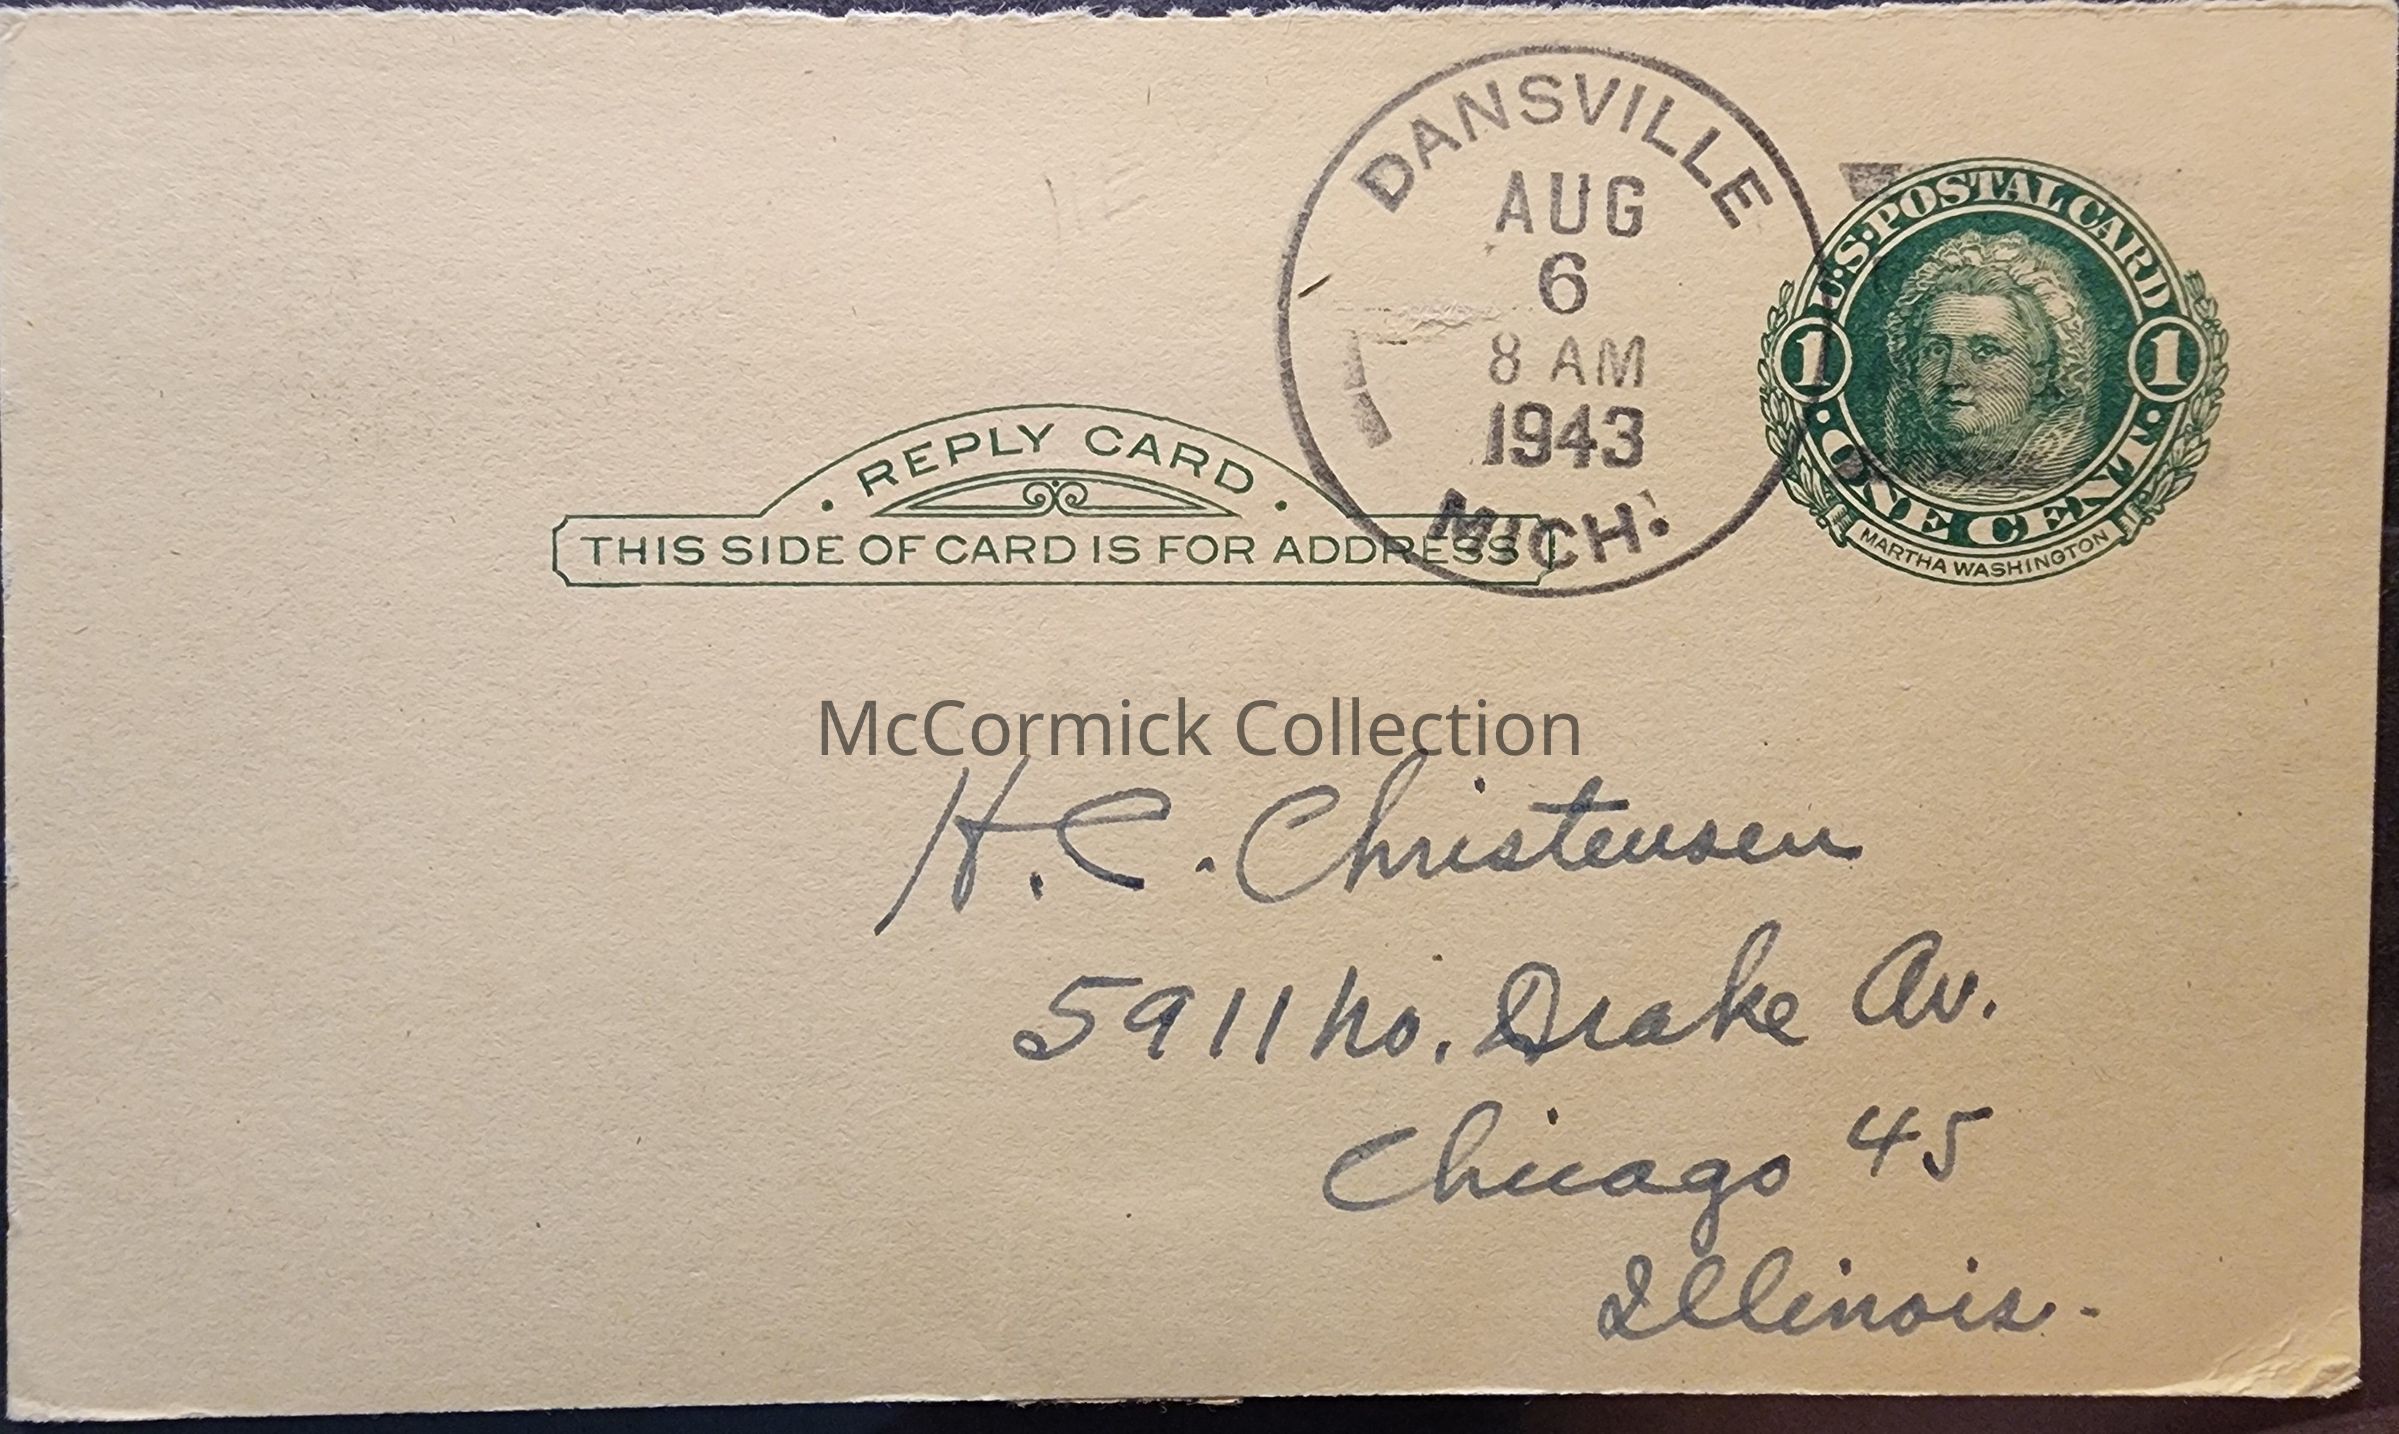 DANSVILLE
AUG
6
8 AM
1943
MICH.
U.S. POSTAL CARD
1 1
·ONE CENT·
MARTHA WASHINGTON
· REPLY CARD ·
THIS SIDE OF CARD IS FOR ADDRESS
McCormick Collection
H. C. Christensen
5911 No. Drake Av.
Chicago 45
Illinois.